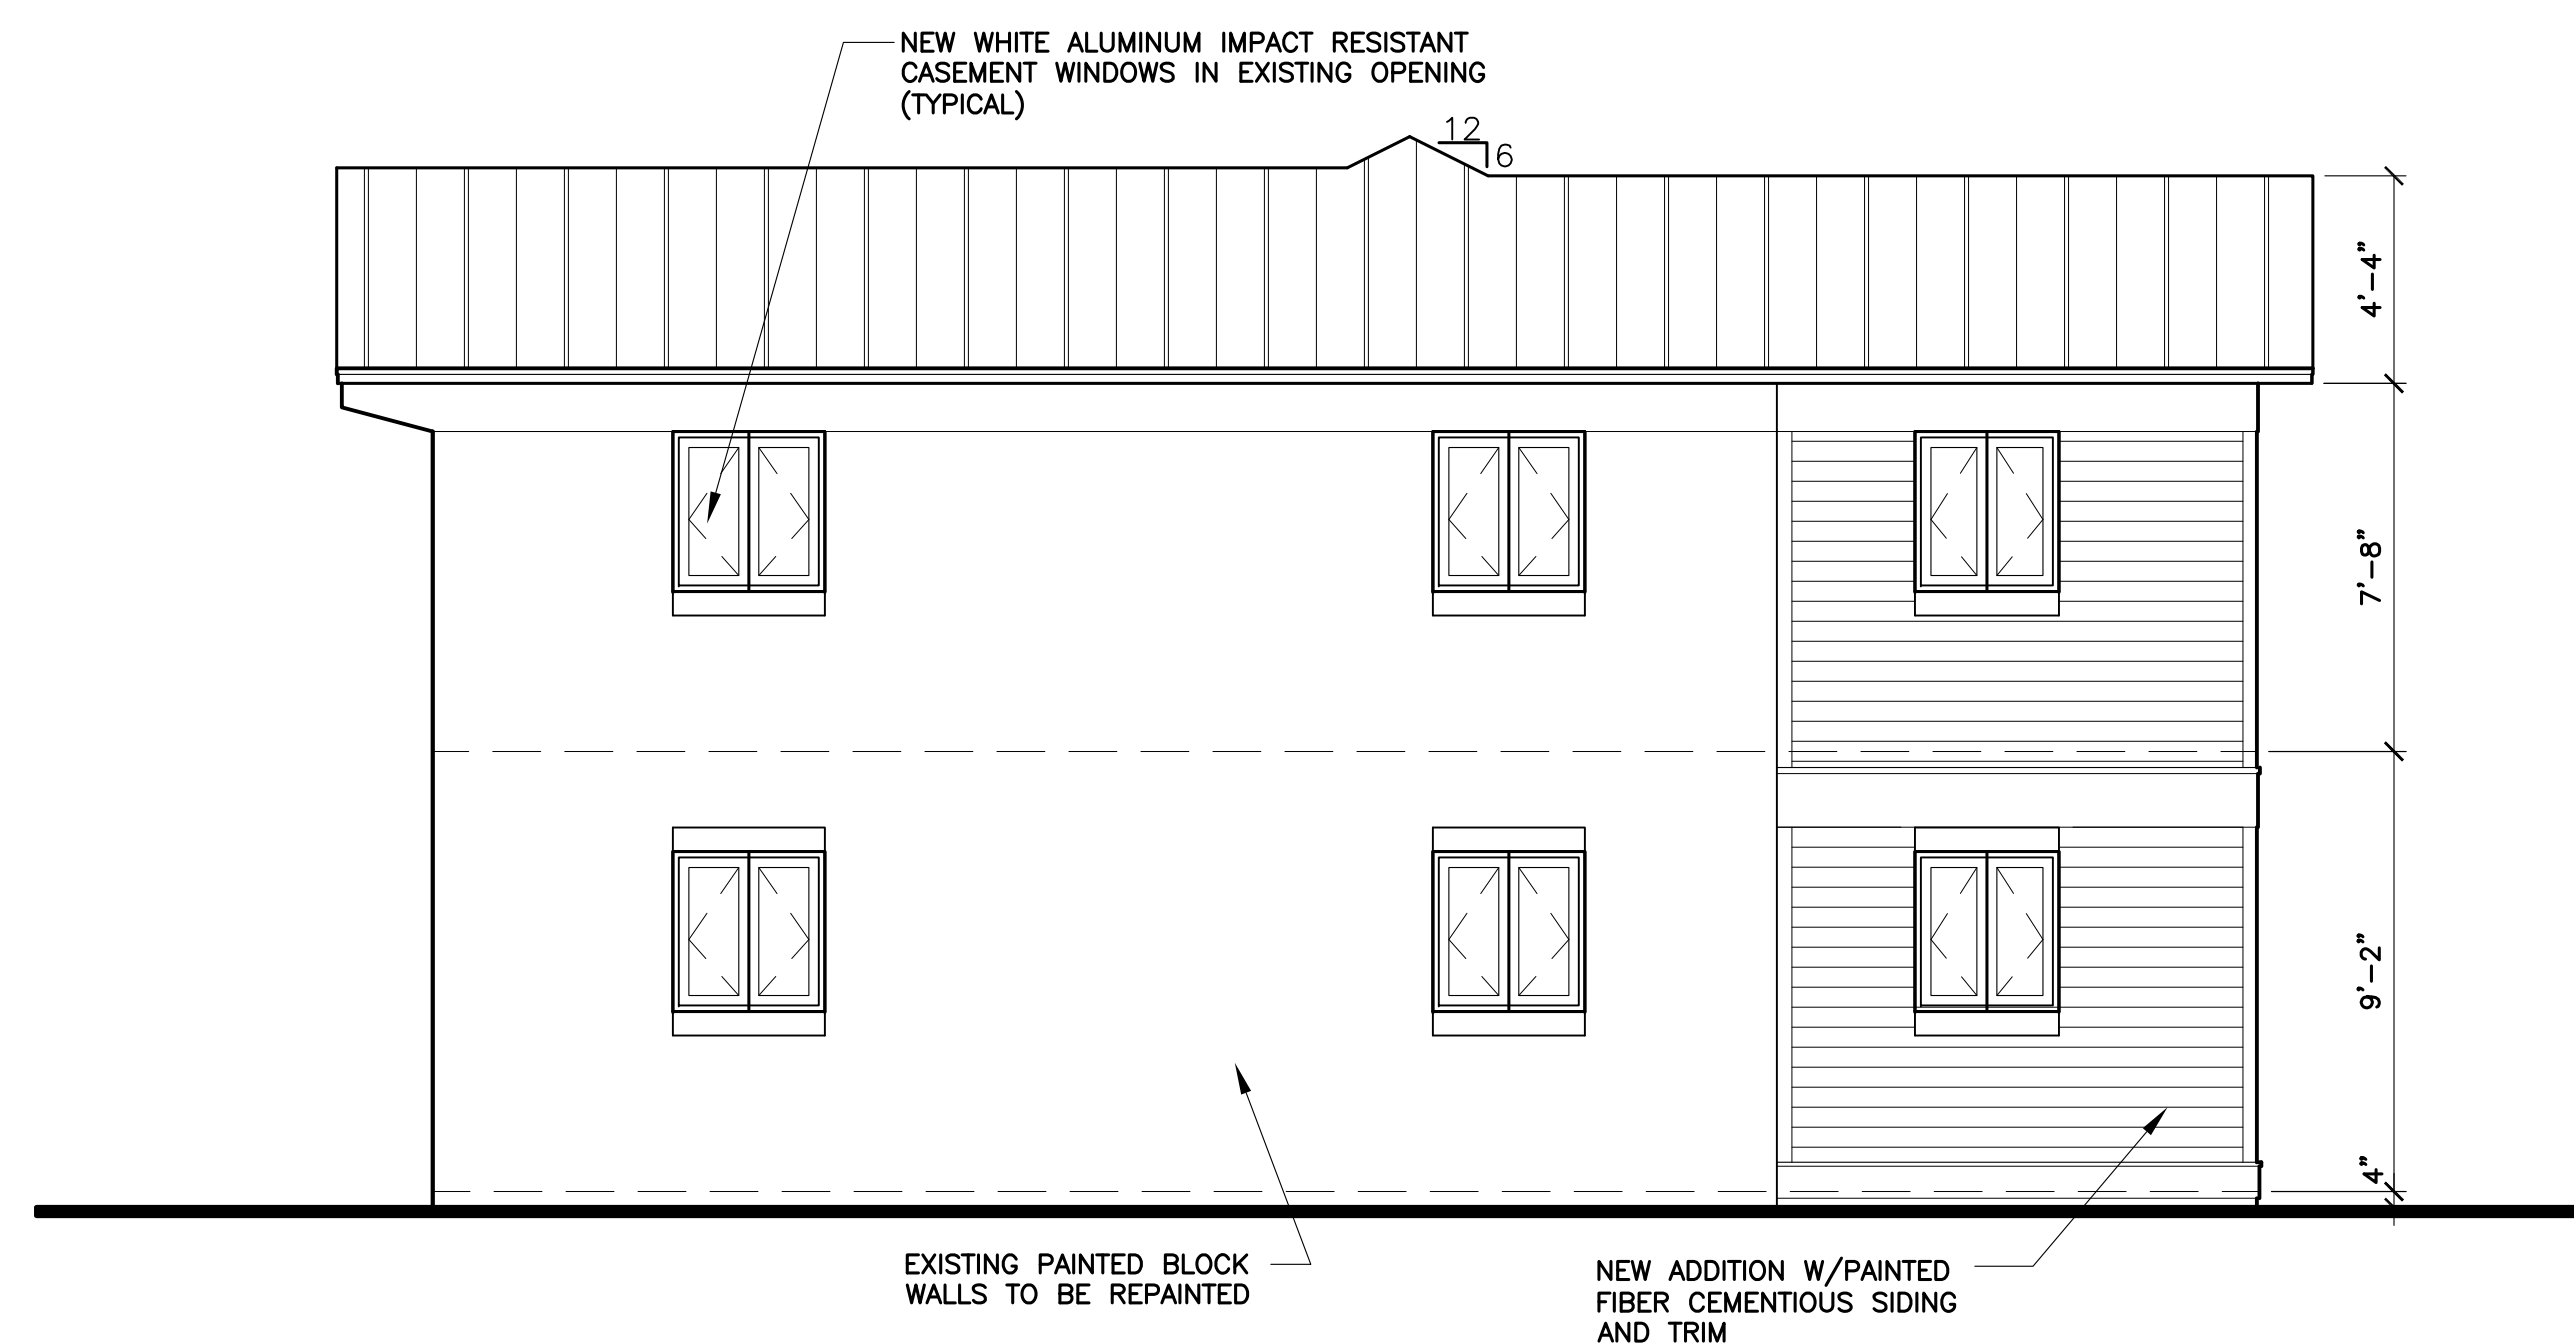 NEW WHITE ALUMINUM IMPACT RESISTANT
CASEMENT WINDOWS IN EXISTING OPENING
(TYPICAL)
12
6
4'-4"
7'-8"
9'-2"
4"
EXISTING PAINTED BLOCK
WALLS TO BE REPAINTED
NEW ADDITION W/PAINTED
FIBER CEMENTIOUS SIDING
AND TRIM